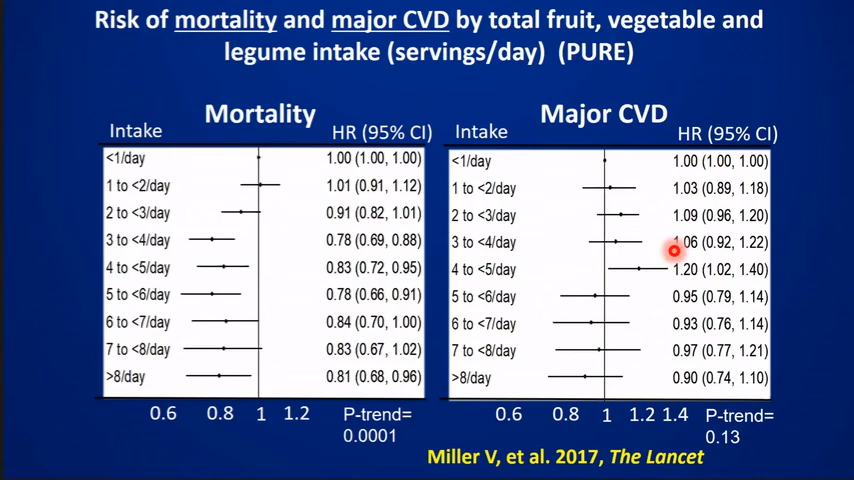 Risk of mortality and major CVD by total fruit, vegetable and
legume intake (servings/day) (PURE)
Mortality
Intake HR (95% CI)
<1/day 1.00 (1.00, 1.00)
1 to <2/day 1.01 (0.91, 1.12)
2 to <3/day 0.91 (0.82, 1.01)
3 to <4/day 0.78 (0.69, 0.88)
4 to <5/day 0.83 (0.72, 0.95)
5 to <6/day 0.78 (0.66, 0.91)
6 to <7/day 0.84 (0.70, 1.00)
7 to <8/day 0.83 (0.67, 1.02)
>8/day 0.81 (0.68, 0.96)
0.6 0.8 1 1.2 P-trend=
0.0001
Major CVD
Intake HR (95% CI)
<1/day 1.00 (1.00, 1.00)
1 to <2/day 1.03 (0.89, 1.18)
2 to <3/day 1.09 (0.96, 1.20)
3 to <4/day 1.06 (0.92, 1.22)
4 to <5/day 1.20 (1.02, 1.40)
5 to <6/day 0.95 (0.79, 1.14)
6 to <7/day 0.93 (0.76, 1.14)
7 to <8/day 0.97 (0.77, 1.21)
>8/day 0.90 (0.74, 1.10)
0.6 0.8 1 1.2 1.4 P-trend=
0.13
Miller V, et al. 2017, The Lancet